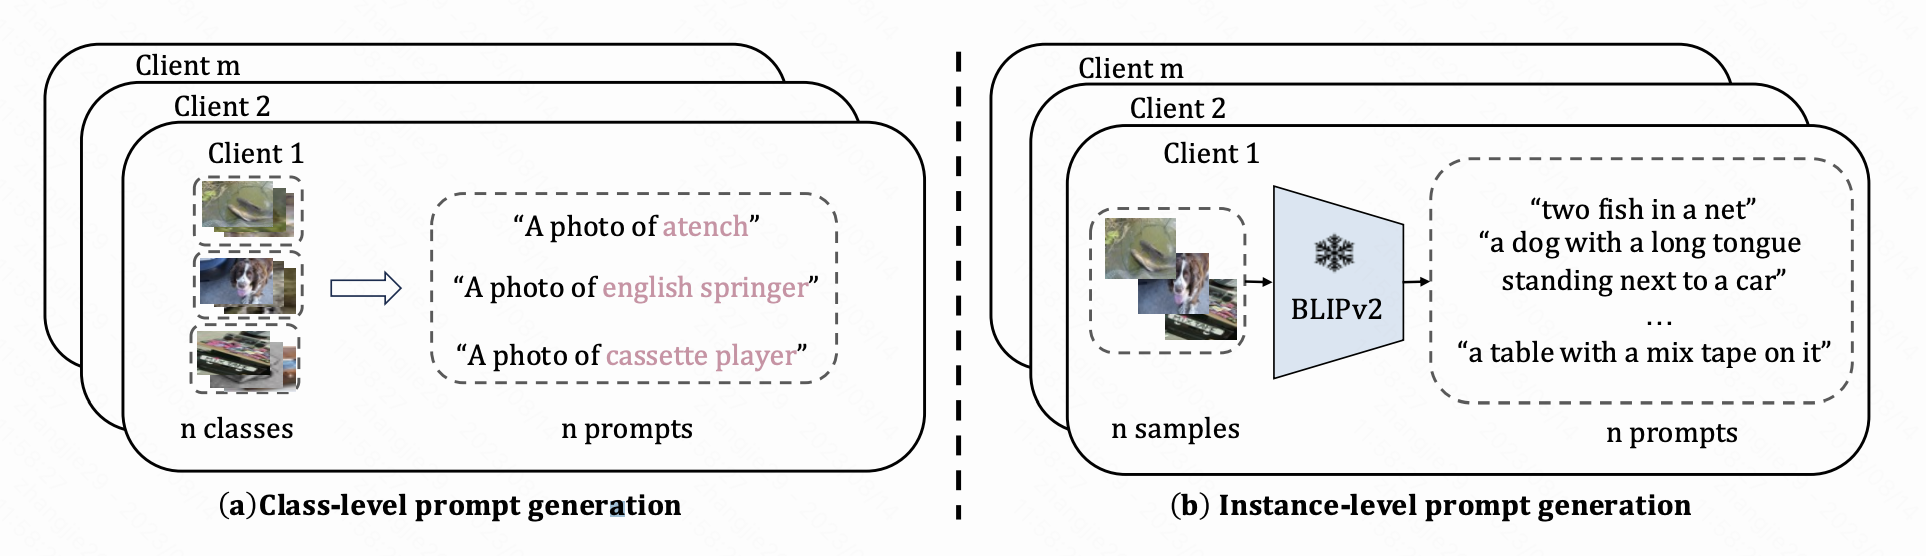 Client m
Client 2
Client 1
“A photo of atench”
“A photo of english springer”
“A photo of cassette player”
n classes
n prompts
(a)Class-level prompt generation
Client m
Client 2
Client 1
BLIPv2
“two fish in a net”
“a dog with a long tongue
standing next to a car”
...
“a table with a mix tape on it”
n samples
n prompts
(b) Instance-level prompt generation